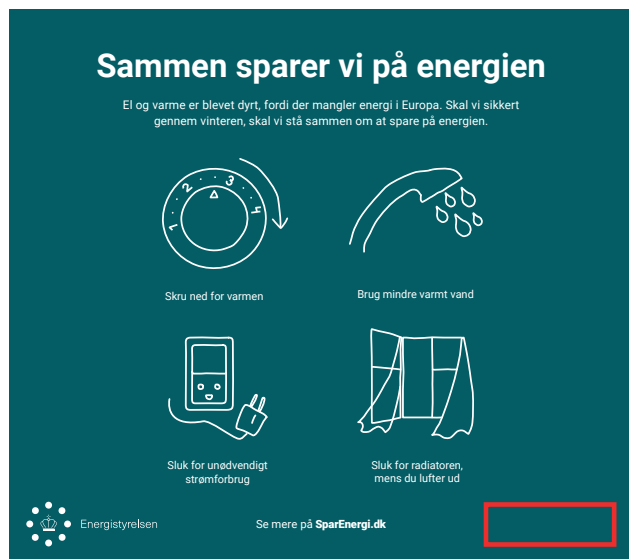 Sammen sparer vi på energien
El og varme er blevet dyrt, fordi der mangler energi i Europa. Skal vi sikkert
gennem vinteren, skal vi stå sammen om at spare på energien.
1 · · 2 · · 3 · · 4
Skru ned for varmen
Brug mindre varmt vand
Sluk for unødvendigt
strømforbrug
Sluk for radiatoren,
mens du lufter ud
Energistyrelsen
Se mere på SparEnergi.dk